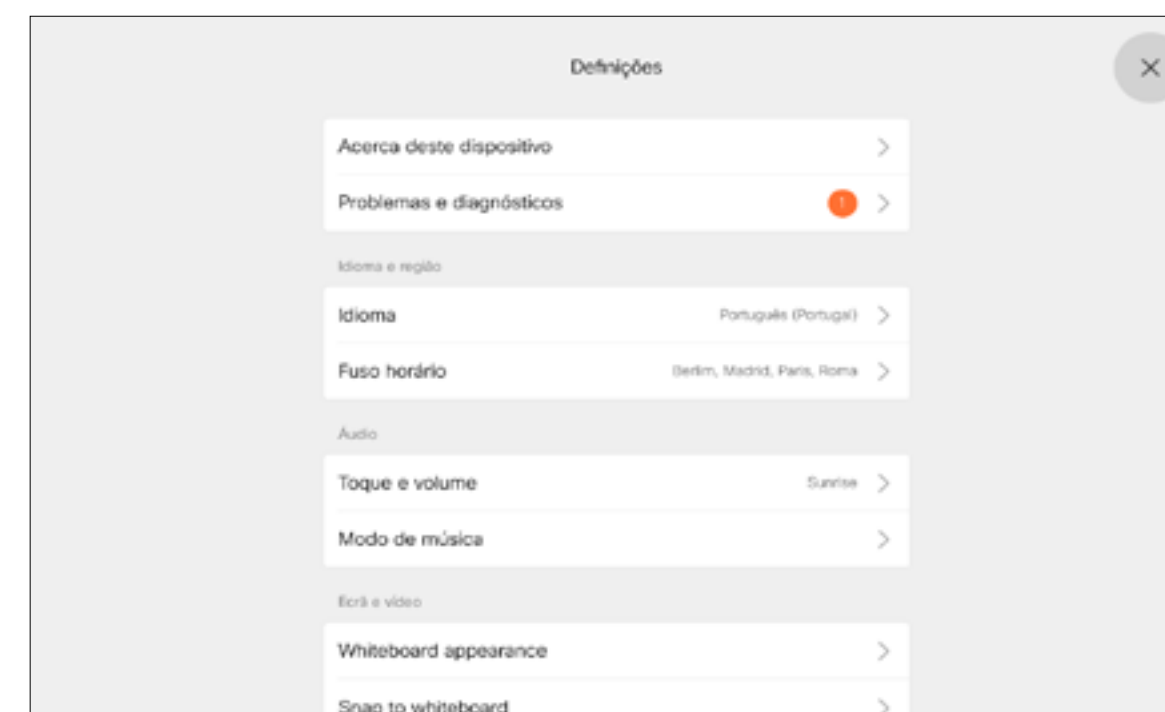 Definições
Acerca deste dispositivo
Problemas e diagnósticos 1
Idioma e região
Idioma Português (Portugal)
Fuso horário Berlim, Madrid, Paris, Roma
Áudio
Toque e volume Sunrise
Modo de música
Ecrã e vídeo
Whiteboard appearance
Snap to whiteboard